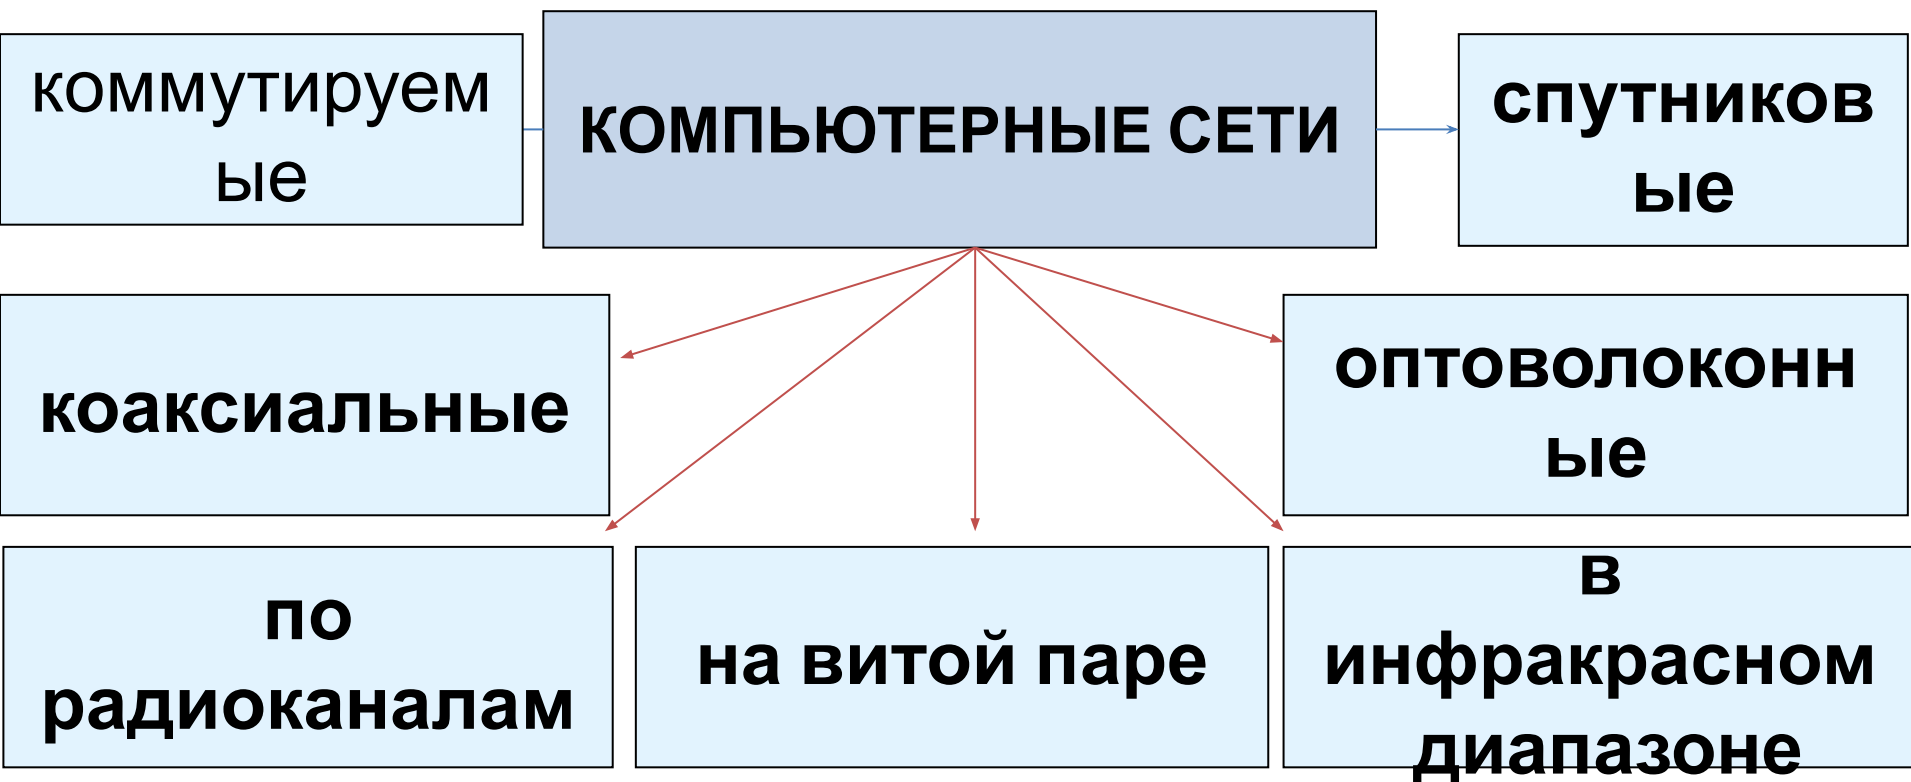 коммутируем
ые
КОМПЬЮТЕРНЫЕ СЕТИ
спутников
ые
коаксиальные
оптоволоконн
ые
по
радиоканалам
на витой паре
в
инфракрасном
диапазоне